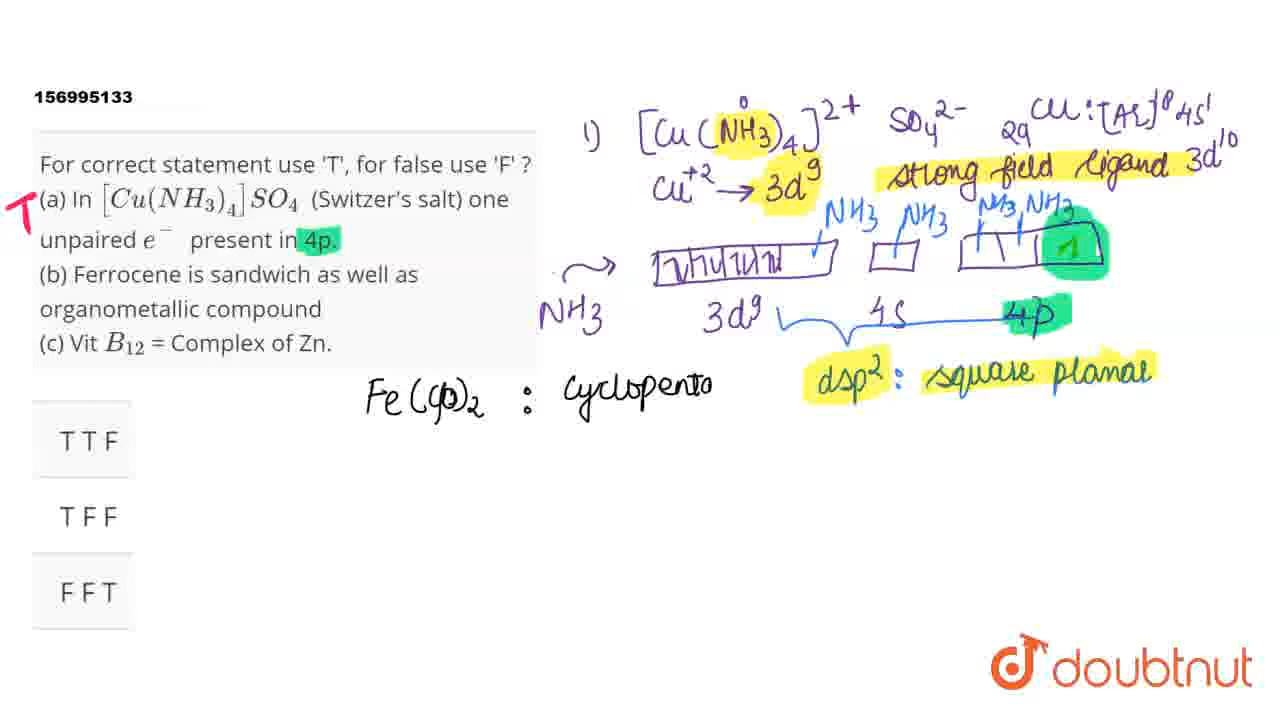 156995133
For correct statement use 'T', for false use 'F' ?
T (a) In [Cu(NH₃)₄]SO₄ (Switzer's salt) one
unpaired e⁻ present in 4p.
(b) Ferrocene is sandwich as well as
organometallic compound
(c) Vit B₁₂ = Complex of Zn.
T T F
T F F
F F T
1) [Cu(NH₃)₄]²⁺ SO₄²⁻ ₂₉Cu : [Ar] 4s¹
0
3d¹⁰
Cu⁺² → 3d⁹ strong field ligand
NH₃ NH₃ NH₃ NH₃
1
NH₃ 3d⁹ 4s 4p
dsp² : square planar
Fe(cp)₂ : cyclopenta
doubtnut